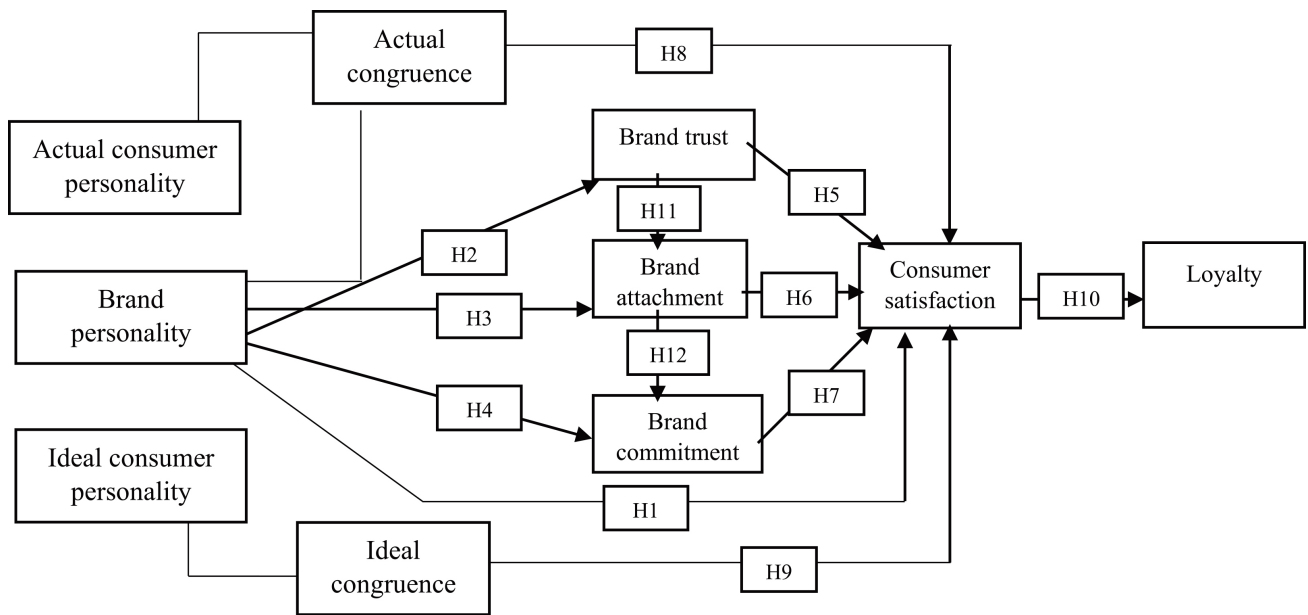 Actual
congruence
H8
Actual consumer
personality
Brand trust
H5
H11
H2
Brand
personality
H3
Brand
attachment
H6
Consumer
satisfaction
H10
Loyalty
H12
H4
H7
Brand
commitment
Ideal consumer
personality
H1
Ideal
congruence
H9